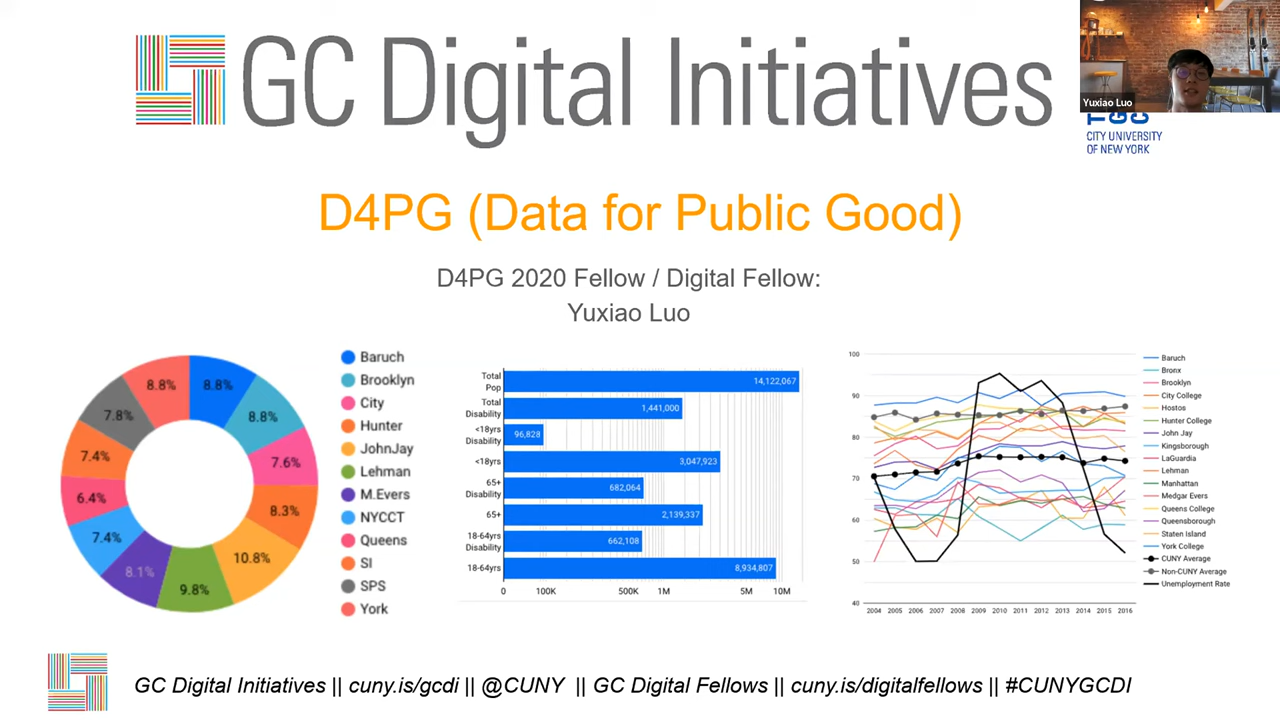 GC Digital Initiatives
Yuxiao Luo
CITY UNIVERSITY
OF NEW YORK
D4PG (Data for Public Good)
D4PG 2020 Fellow / Digital Fellow:
Yuxiao Luo
8.8%
8.8%
7.6%
8.3%
10.8%
9.8%
8.1%
7.4%
6.4%
7.4%
7.8%
8.8%
Baruch
Brooklyn
City
Hunter
JohnJay
Lehman
M.Evers
NYCCT
Queens
SI
SPS
York
Total
Pop
14,122,067
Total
Disability
1,441,000
<18yrs
Disability
96,828
<18yrs
3,047,923
65+
Disability
682,064
65+
2,139,337
18-64yrs
Disability
662,108
18-64yrs
8,934,807
0 100K 500K 1M 5M 10M
100
90
80
70
60
50
40
2004 2005 2006 2007 2008 2009 2010 2011 2012 2013 2014 2015 2016
Baruch
Bronx
Brooklyn
City College
Hostos
Hunter College
John Jay
Kingsborough
LaGuardia
Lehman
Manhattan
Medgar Evers
Queens College
Queensborough
Staten Island
York College
CUNY Average
Non-CUNY Average
Unemployment Rate
GC Digital Initiatives || cuny.is/gcdi || @CUNY || GC Digital Fellows || cuny.is/digitalfellows || #CUNYGCDI